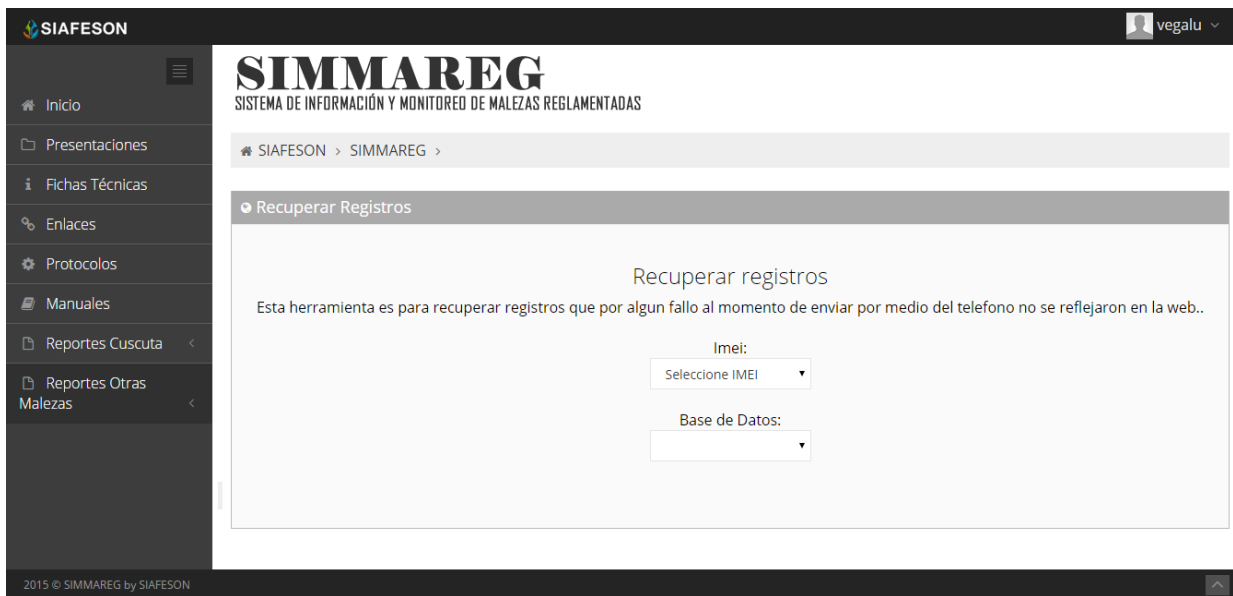 SIAFESON
vegalu
SIMMAREG
SISTEMA DE INFORMACIÓN Y MONITOREO DE MALEZAS REGLAMENTADAS
Inicio
Presentaciones
Fichas Técnicas
Enlaces
Protocolos
Manuales
Reportes Cuscuta
Reportes Otras
Malezas
SIAFESON > SIMMAREG >
Recuperar Registros
Recuperar registros
Esta herramienta es para recuperar registros que por algun fallo al momento de enviar por medio del telefono no se reflejaron en la web..
Imei:
Seleccione IMEI
Base de Datos:
2015 © SIMMAREG by SIAFESON